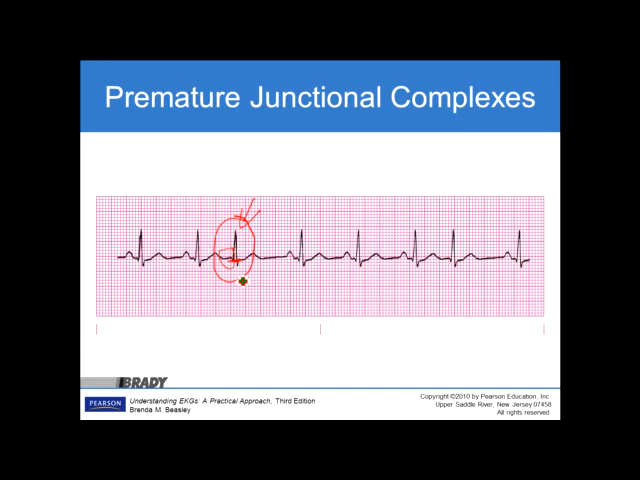 Premature Junctional Complexes
BRADY
PEARSON
Understanding EKGs: A Practical Approach, Third Edition
Brenda M. Beasley
Copyright ©2010 by Pearson Education, Inc.
Upper Saddle River, New Jersey 07458
All rights reserved.